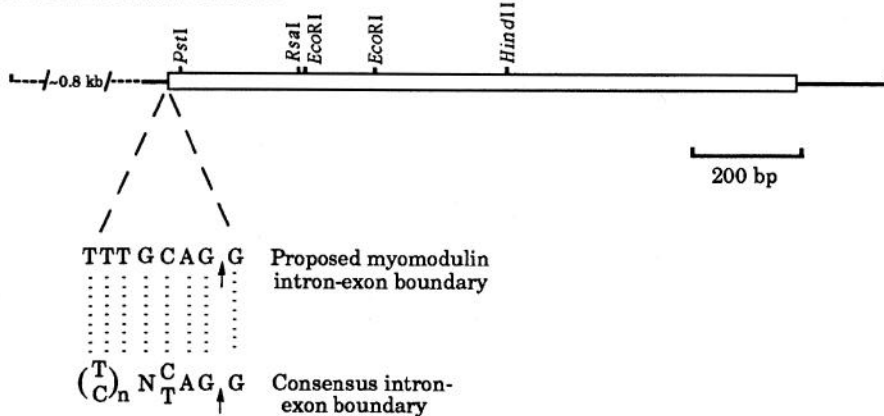 PstI
RsaI
EcoRI
EcoRI
HindII
~0.8 kb
200 bp
TTTGCAG G Proposed myomodulin
intron-exon boundary
(T/C)n N C/T A G G Consensus intron-
exon boundary